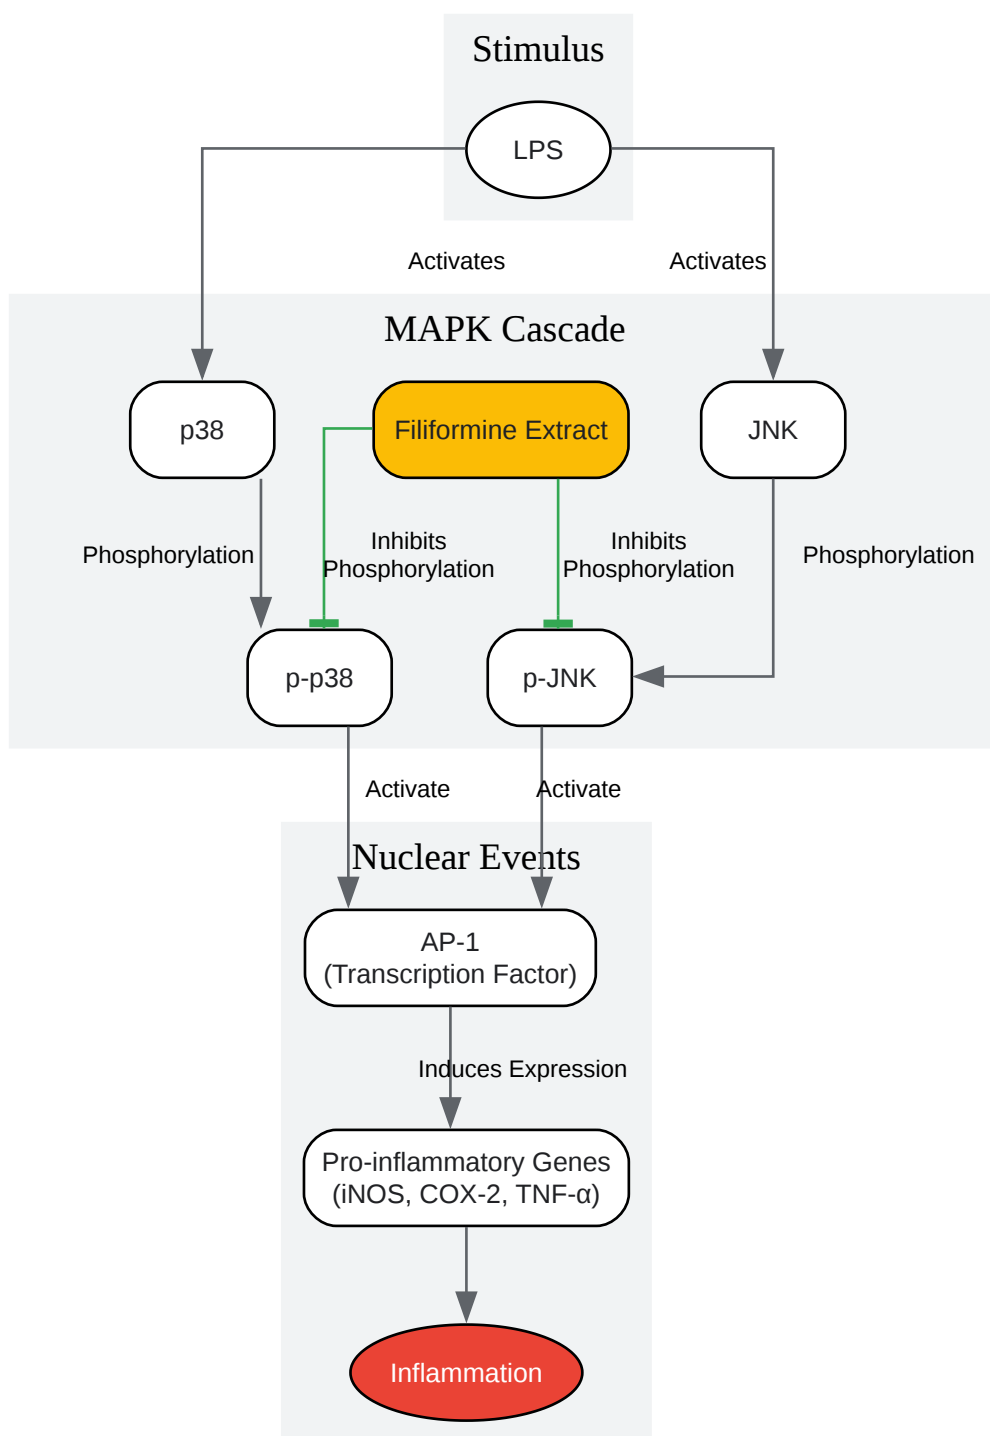 Stimulus
LPS
Activates
Activates
MAPK Cascade
p38
Filiformine Extract
JNK
Phosphorylation
Inhibits
Phosphorylation
Inhibits
Phosphorylation
Phosphorylation
p-p38
p-JNK
Activate
Activate
Nuclear Events
AP-1
(Transcription Factor)
Induces Expression
Pro-inflammatory Genes
(iNOS, COX-2, TNF-α)
Inflammation